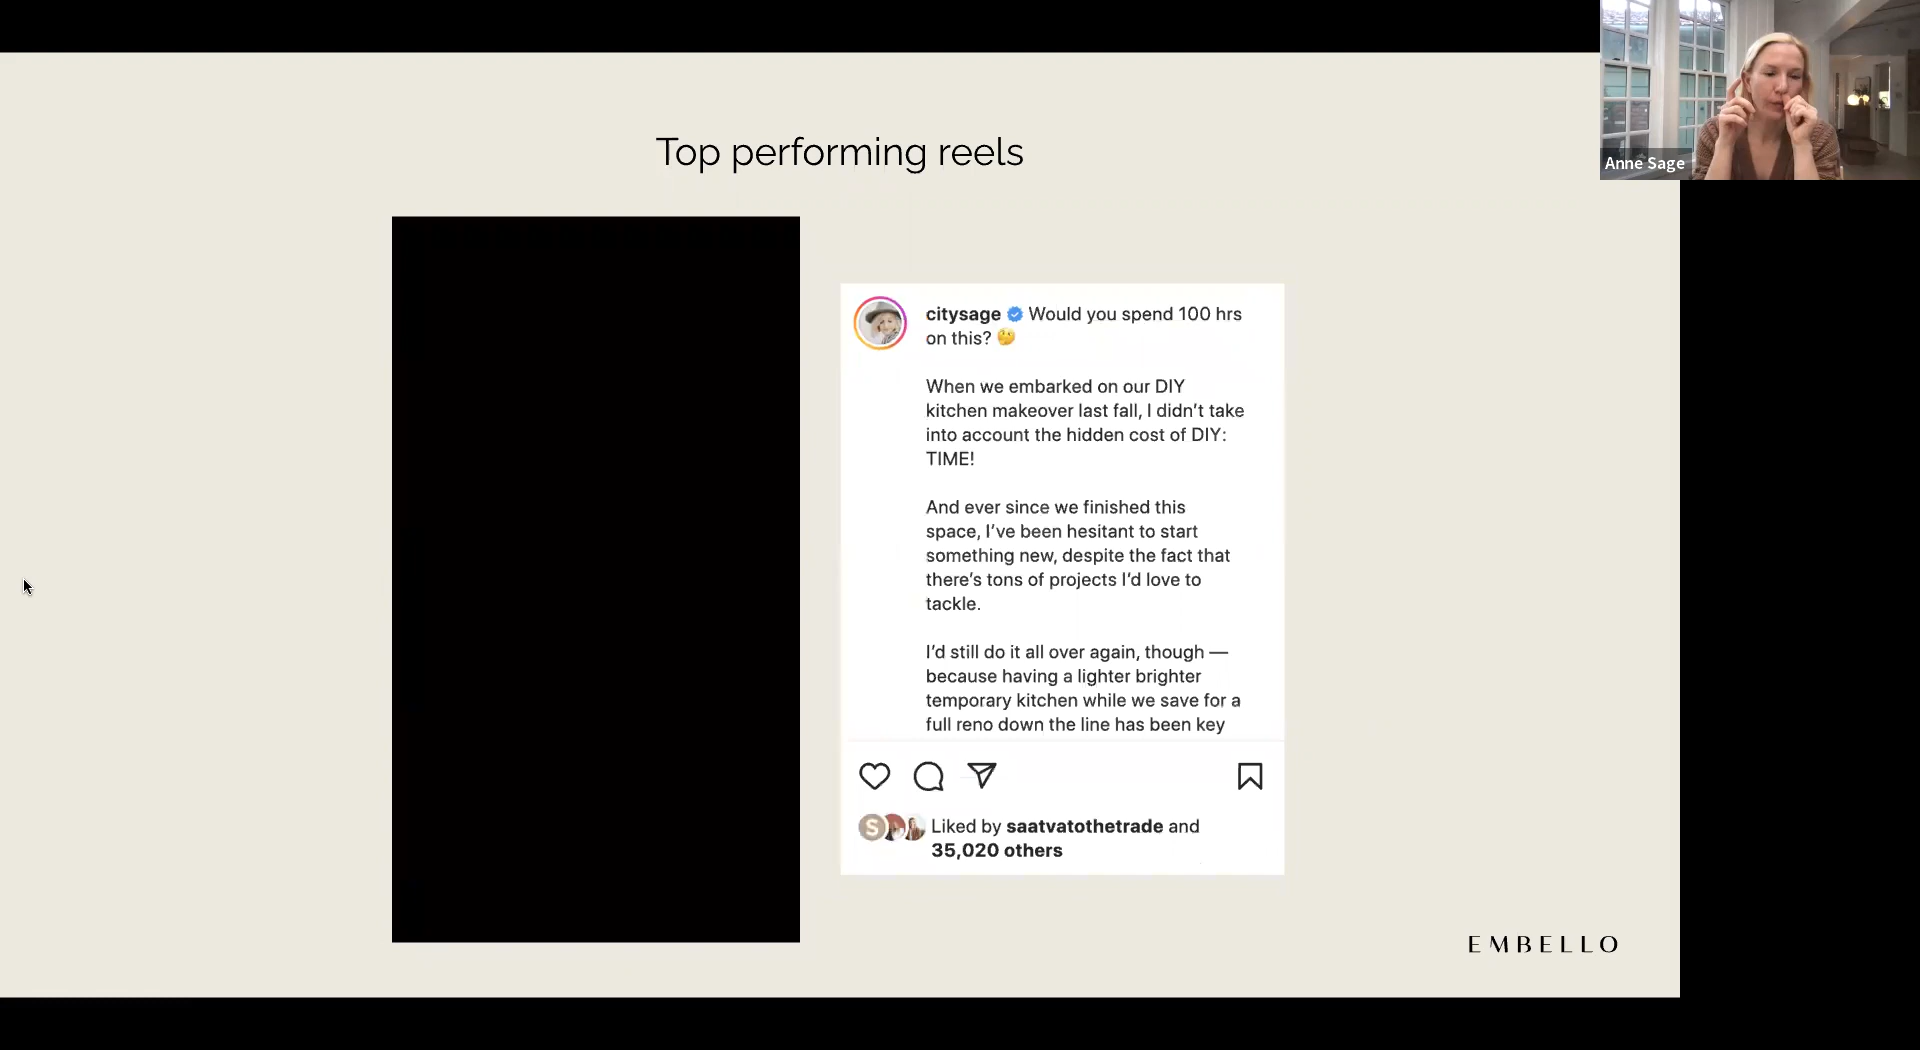 Top performing reels
Anne Sage
citysage Would you spend 100 hrs
on this? 🤔
When we embarked on our DIY
kitchen makeover last fall, I didn’t take
into account the hidden cost of DIY:
TIME!
And ever since we finished this
space, I’ve been hesitant to start
something new, despite the fact that
there’s tons of projects I’d love to
tackle.
I’d still do it all over again, though —
because having a lighter brighter
temporary kitchen while we save for a
full reno down the line has been key
S
Liked by saatvatothetrade and
35,020 others
EMBELLO